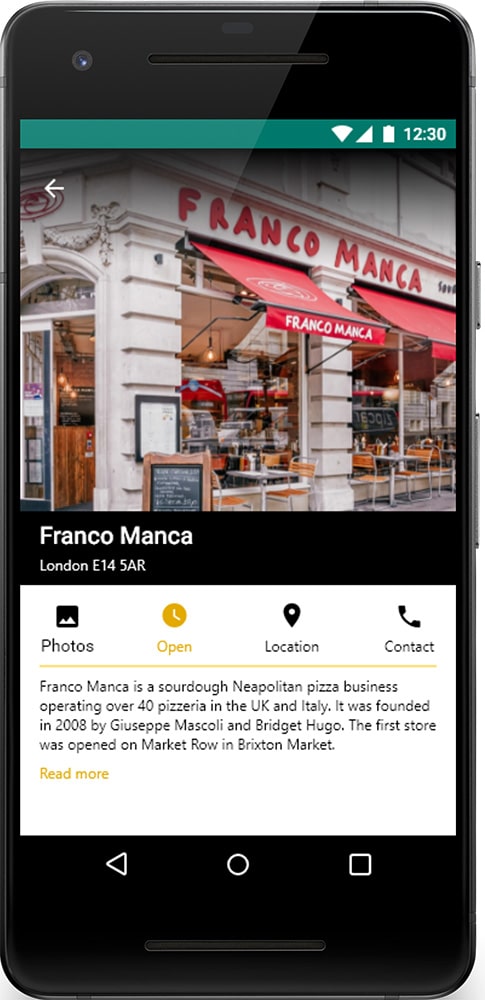 12:30
FRANCO MANCA
FRANCO MANCA
Franco Manca
London E14 5AR
Photos
Open
Location
Contact
Franco Manca is a sourdough Neapolitan pizza business
operating over 40 pizzeria in the UK and Italy. It was founded
in 2008 by Giuseppe Mascoli and Bridget Hugo. The first store
was opened on Market Row in Brixton Market.
Read more